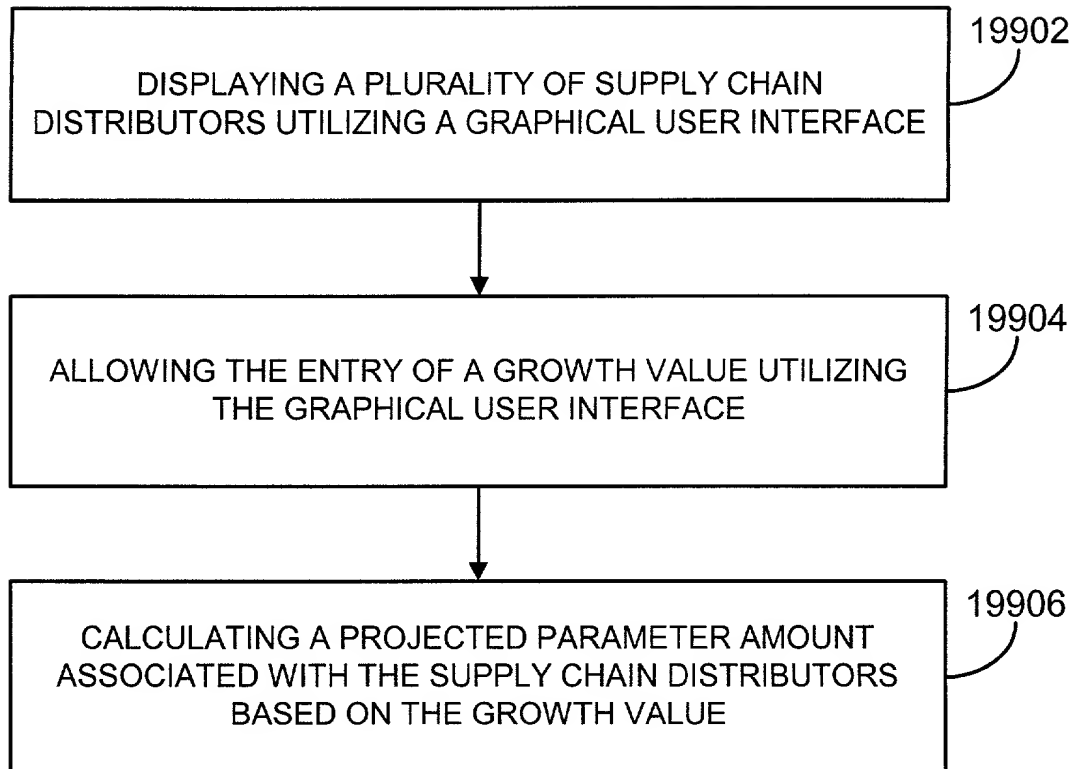 19902
DISPLAYING A PLURALITY OF SUPPLY CHAIN
DISTRIBUTORS UTILIZING A GRAPHICAL USER INTERFACE
19904
ALLOWING THE ENTRY OF A GROWTH VALUE UTILIZING
THE GRAPHICAL USER INTERFACE
19906
CALCULATING A PROJECTED PARAMETER AMOUNT
ASSOCIATED WITH THE SUPPLY CHAIN DISTRIBUTORS
BASED ON THE GROWTH VALUE